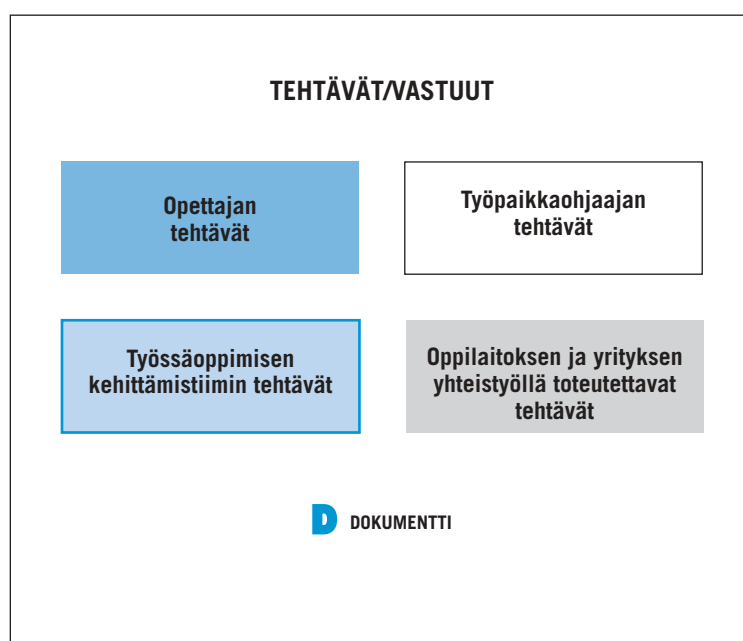 TEHTÄVÄT/VASTUUT
Opettajan
tehtävät
Työpaikkaohjaajan
tehtävät
Työssäoppimisen
kehittämistiimin tehtävät
Oppilaitoksen ja yrityksen
yhteistyöllä toteutettavat
tehtävät
D DOKUMENTTI